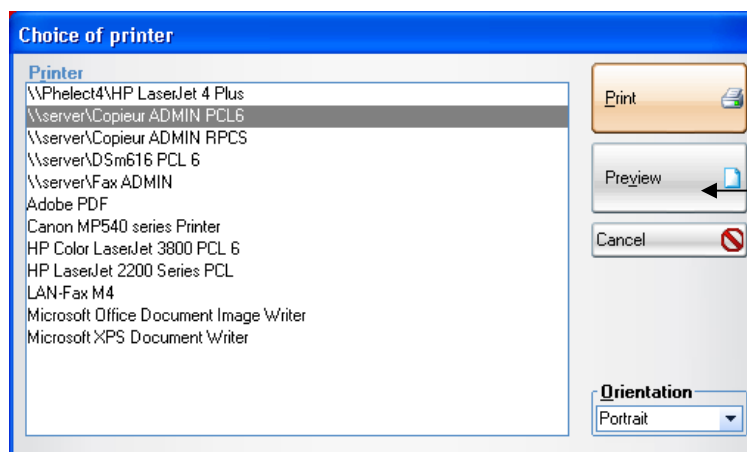 Choice of printer
Printer
\\Phelect4\HP LaserJet 4 Plus
\\server\Copieur ADMIN PCL6
\\server\Copieur ADMIN RPCS
\\server\DSm616 PCL 6
\\server\Fax ADMIN
Adobe PDF
Canon MP540 series Printer
HP Color LaserJet 3800 PCL 6
HP LaserJet 2200 Series PCL
LAN-Fax M4
Microsoft Office Document Image Writer
Microsoft XPS Document Writer
Print
Preview
Cancel
Orientation
Portrait